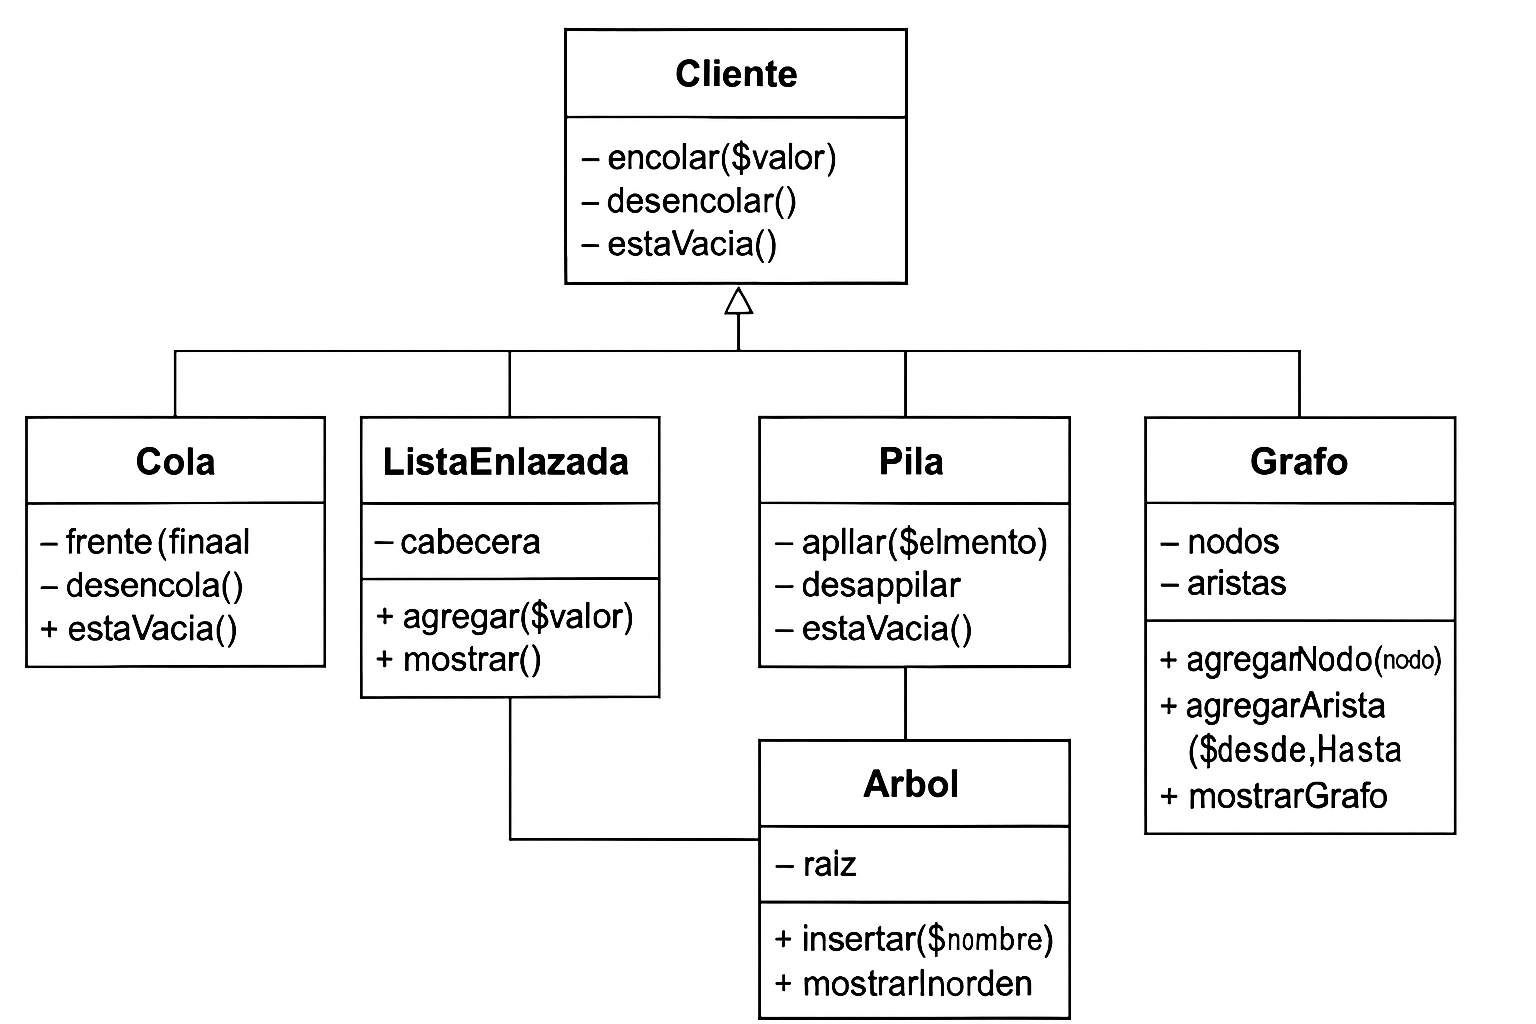 Cliente
– encolar($valor)
– desencolar()
– estaVacia()
Cola
– frente(finaal
– desencola()
+ estaVacia()
ListaEnlazada
– cabecera
+ agregar($valor)
+ mostrar()
Pila
– apllar($elmento)
– desappilar
– estaVacia()
Grafo
– nodos
– aristas
+ agregarNodo(nodo)
+ agregarArista
($desde,Hasta
+ mostrarGrafo
Arbol
– raiz
+ insertar($nombre)
+ mostrarInorden